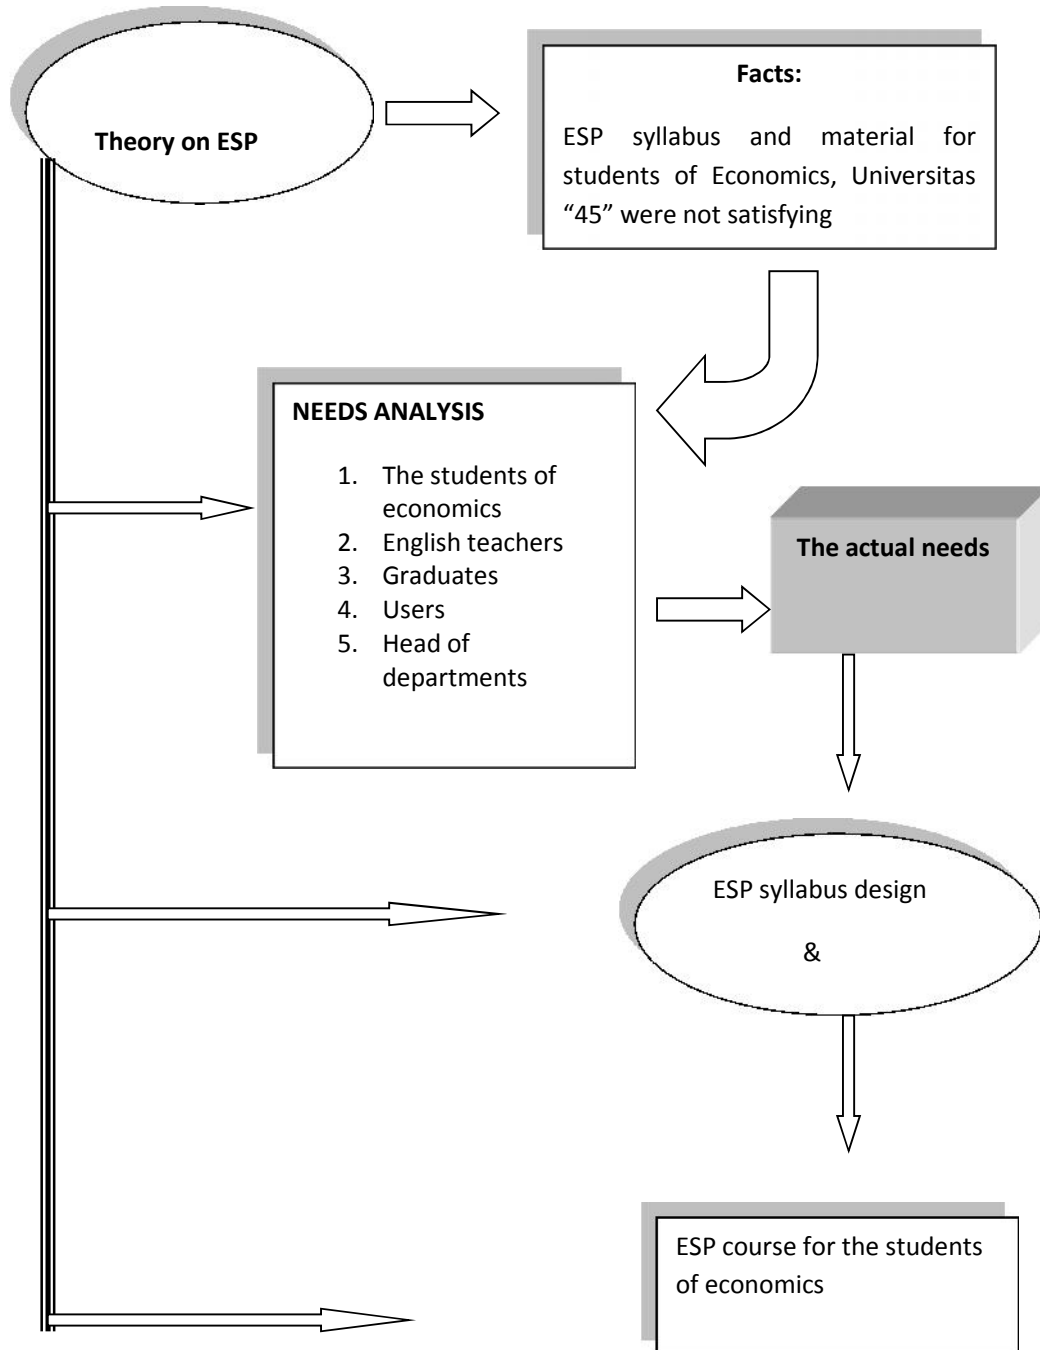 Theory on ESP
Facts:
ESP syllabus and material for
students of Economics, Universitas
“45” were not satisfying
NEEDS ANALYSIS
1. The students of
economics
2. English teachers
3. Graduates
4. Users
5. Head of
departments
The actual needs
ESP syllabus design
&
ESP course for the students
of economics